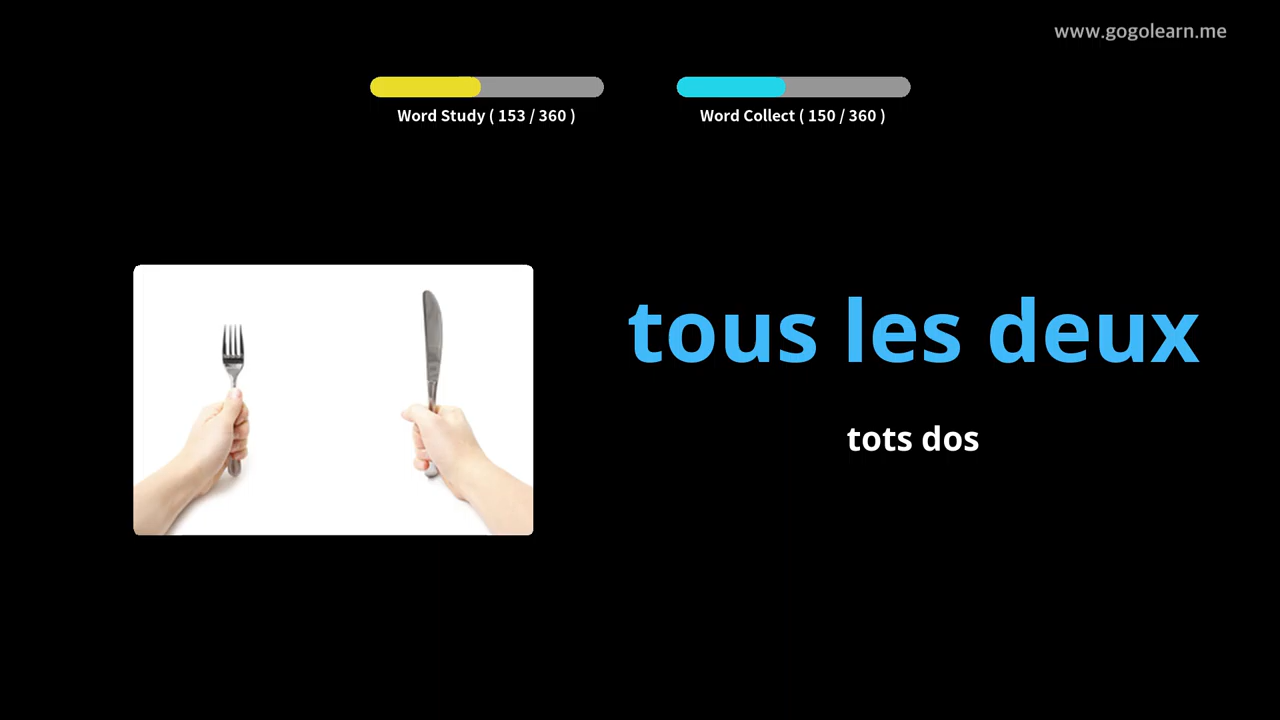 www.gogolearn.me
Word Study ( 153 / 360 )
Word Collect ( 150 / 360 )
tous les deux
tots dos